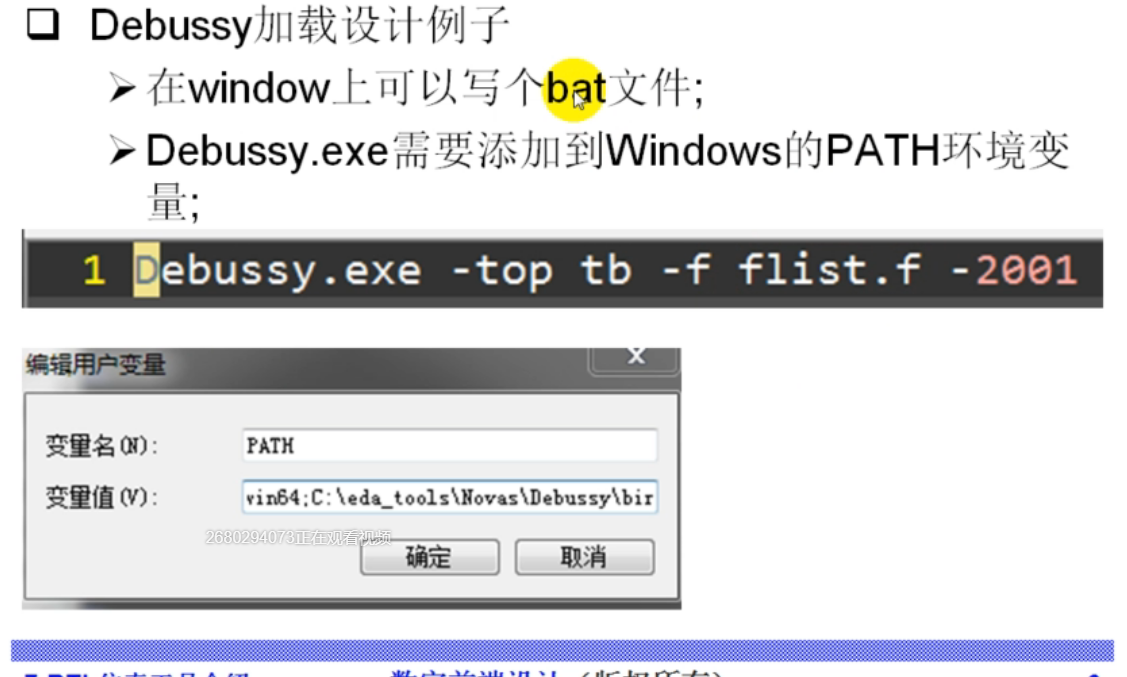 Debussy加载设计例子
在window上可以写个bat文件;
Debussy.exe需要添加到Windows的PATH环境变
量;
1 Debussy.exe -top tb -f flist.f -2001
编辑用户变量
x
变量名(N):
PATH
变量值(V):
vin64;C:\eda_tools\Novas\Debussy\bir
2680294073正在观看视频
确定
取消
数字前端设计（版权所有）